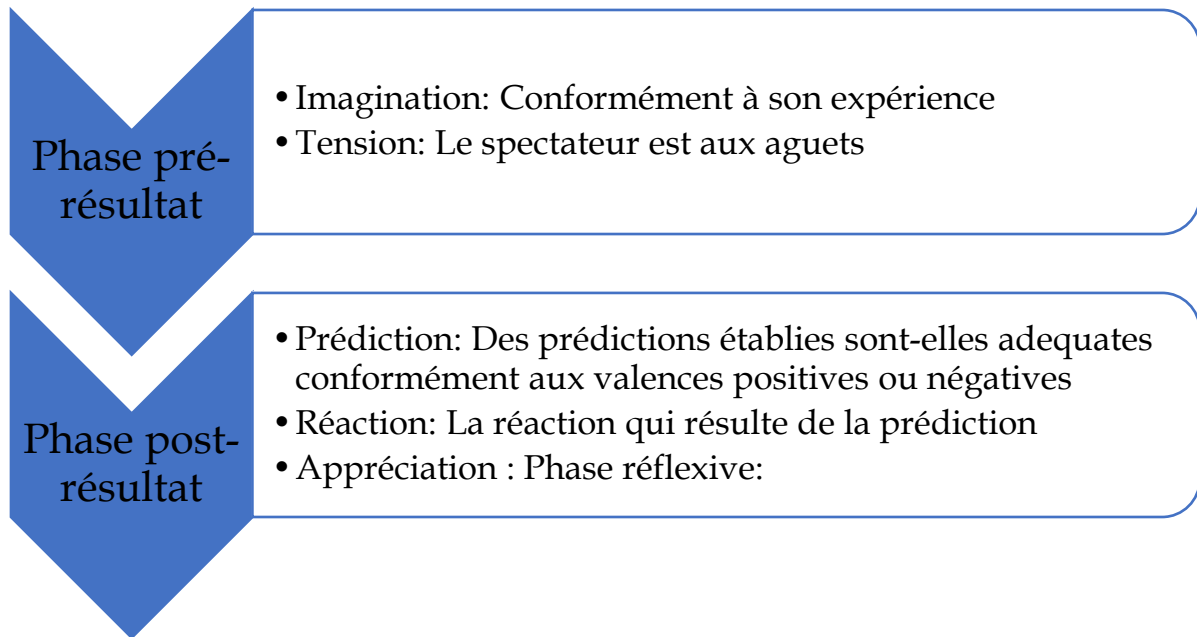 Phase pré-
résultat
• Imagination: Conformément à son expérience
• Tension: Le spectateur est aux aguets
Phase post-
résultat
• Prédiction: Des prédictions établies sont-elles adequates
conformément aux valences positives ou négatives
• Réaction: La réaction qui résulte de la prédiction
• Appréciation : Phase réflexive: